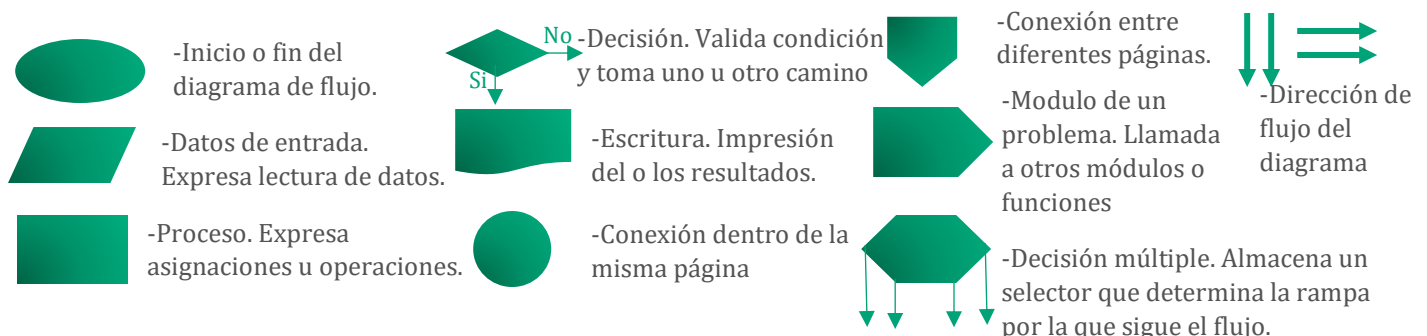 -Inicio o fin del
diagrama de flujo.
-Datos de entrada.
Expresa lectura de datos.
-Proceso. Expresa
asignaciones u operaciones.
No
Si
-Decisión. Valida condición
y toma uno u otro camino
-Escritura. Impresión
del o los resultados.
-Conexión dentro de la
misma página
-Conexión entre
diferentes páginas.
-Modulo de un
problema. Llamada
a otros módulos o
funciones
-Decisión múltiple. Almacena un
selector que determina la rampa
por la que sigue el flujo.
-Dirección de
flujo del
diagrama